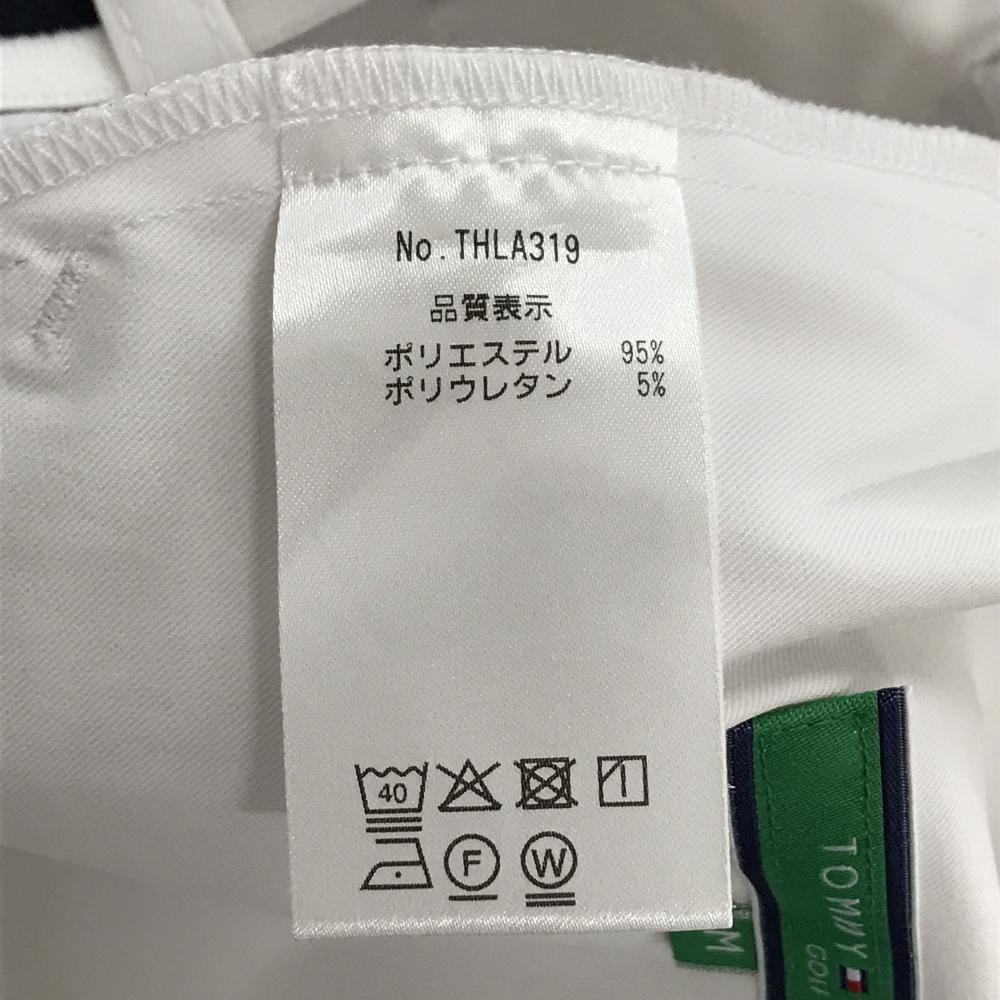 No.THLA319
品質表示
ポリエステル 95%
ポリウレタン 5%
40
F
W
TOMMY
GOL
M